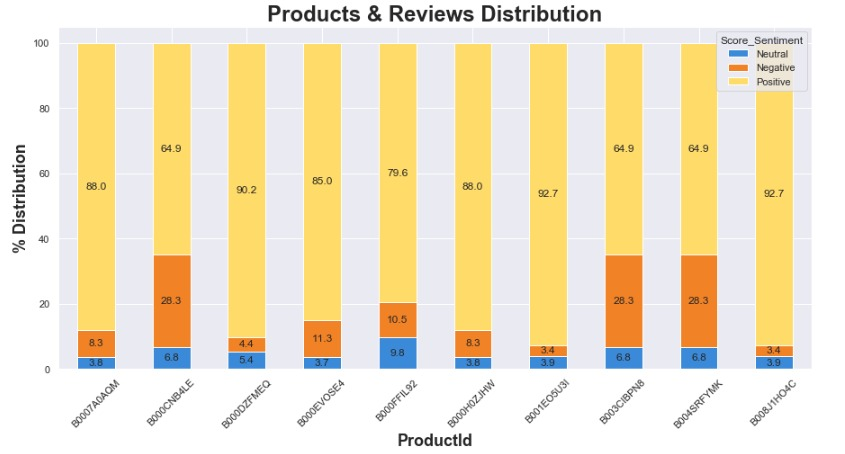 Products & Reviews Distribution
Score_Sentiment
Neutral
Negative
Positive
% Distribution
100
80
60
40
20
0
88.0
64.9
90.2
85.0
79.6
88.0
92.7
64.9
64.9
92.7
8.3
28.3
4.4
11.3
10.5
8.3
3.4
28.3
28.3
3.4
3.8
6.8
5.4
3.7
9.8
3.8
3.9
6.8
6.8
3.9
B0007A0AQM
B000CNB4LE
B000DZFMEQ
B000EVOSE4
B000FFIL92
B000H0ZJHW
B001EO5U3I
B003CIBPN8
B004SRFYMK
B008J1HO4C
ProductId